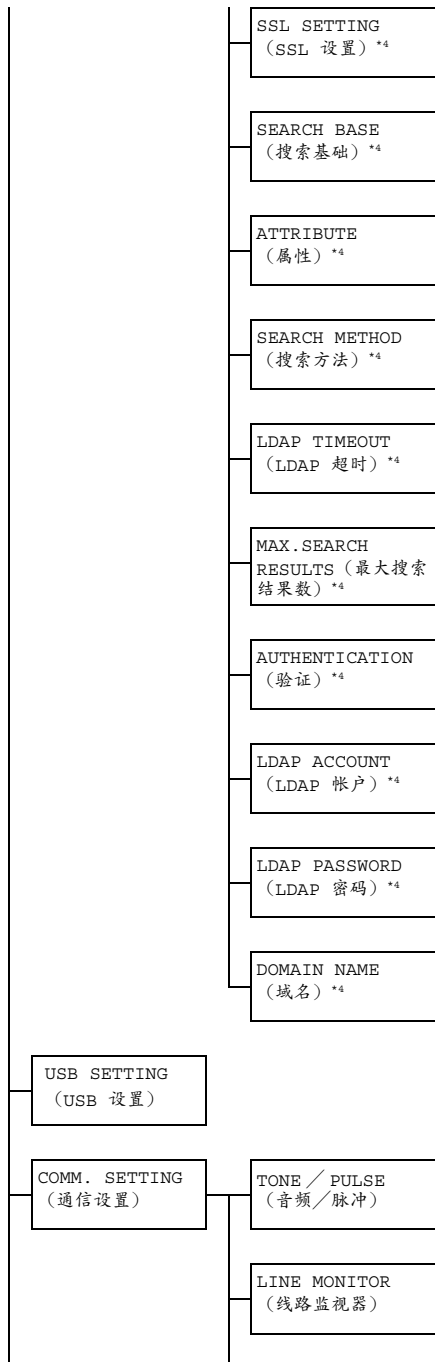 SSL SETTING
（SSL 设置）*4
SEARCH BASE
（搜索基础）*4
ATTRIBUTE
（属性）*4
SEARCH METHOD
（搜索方法）*4
LDAP TIMEOUT
（LDAP 超时）*4
MAX.SEARCH
RESULTS（最大搜索
结果数）*4
AUTHENTICATION
（验证）*4
LDAP ACCOUNT
（LDAP 帐户）*4
LDAP PASSWORD
（LDAP 密码）*4
DOMAIN NAME
（域名）*4
USB SETTING
（USB 设置）
COMM. SETTING
（通信设置）
TONE／PULSE
（音频／脉冲）
LINE MONITOR
（线路监视器）